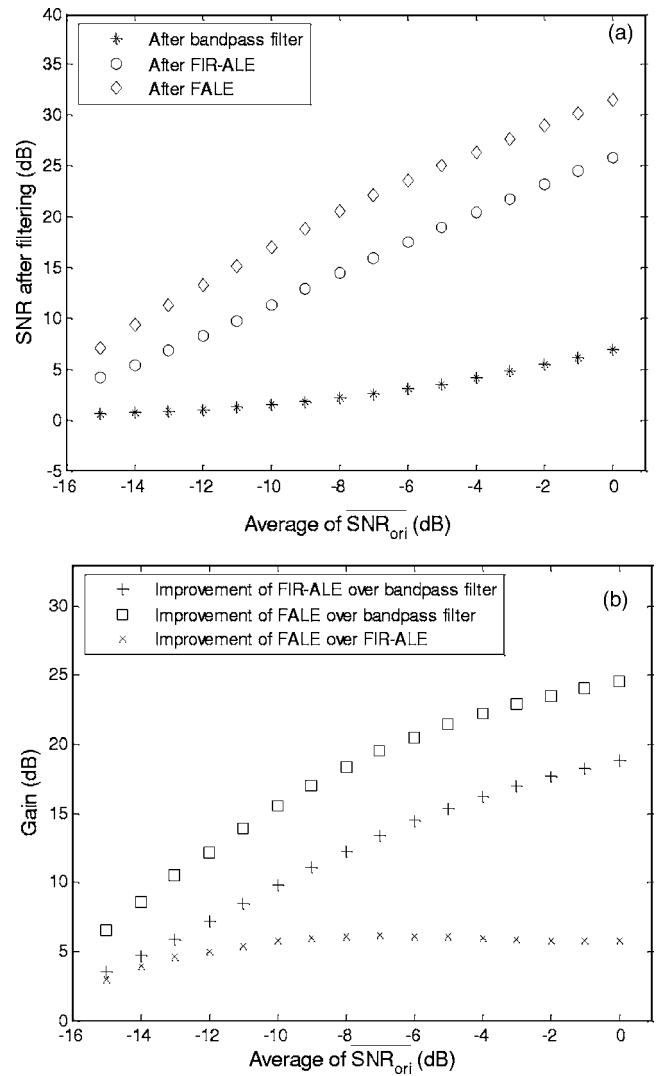 (a)
After bandpass filter
After FIR-ALE
After FALE
SNR after filtering (dB)
40
35
30
25
20
15
10
5
0
-5
-16 -14 -12 -10 -8 -6 -4 -2 0
Average of SNR_ori (dB)
(b)
Improvement of FIR-ALE over bandpass filter
Improvement of FALE over bandpass filter
Improvement of FALE over FIR-ALE
Gain (dB)
30
25
20
15
10
5
0
-16 -14 -12 -10 -8 -6 -4 -2 0
Average of SNR_ori (dB)